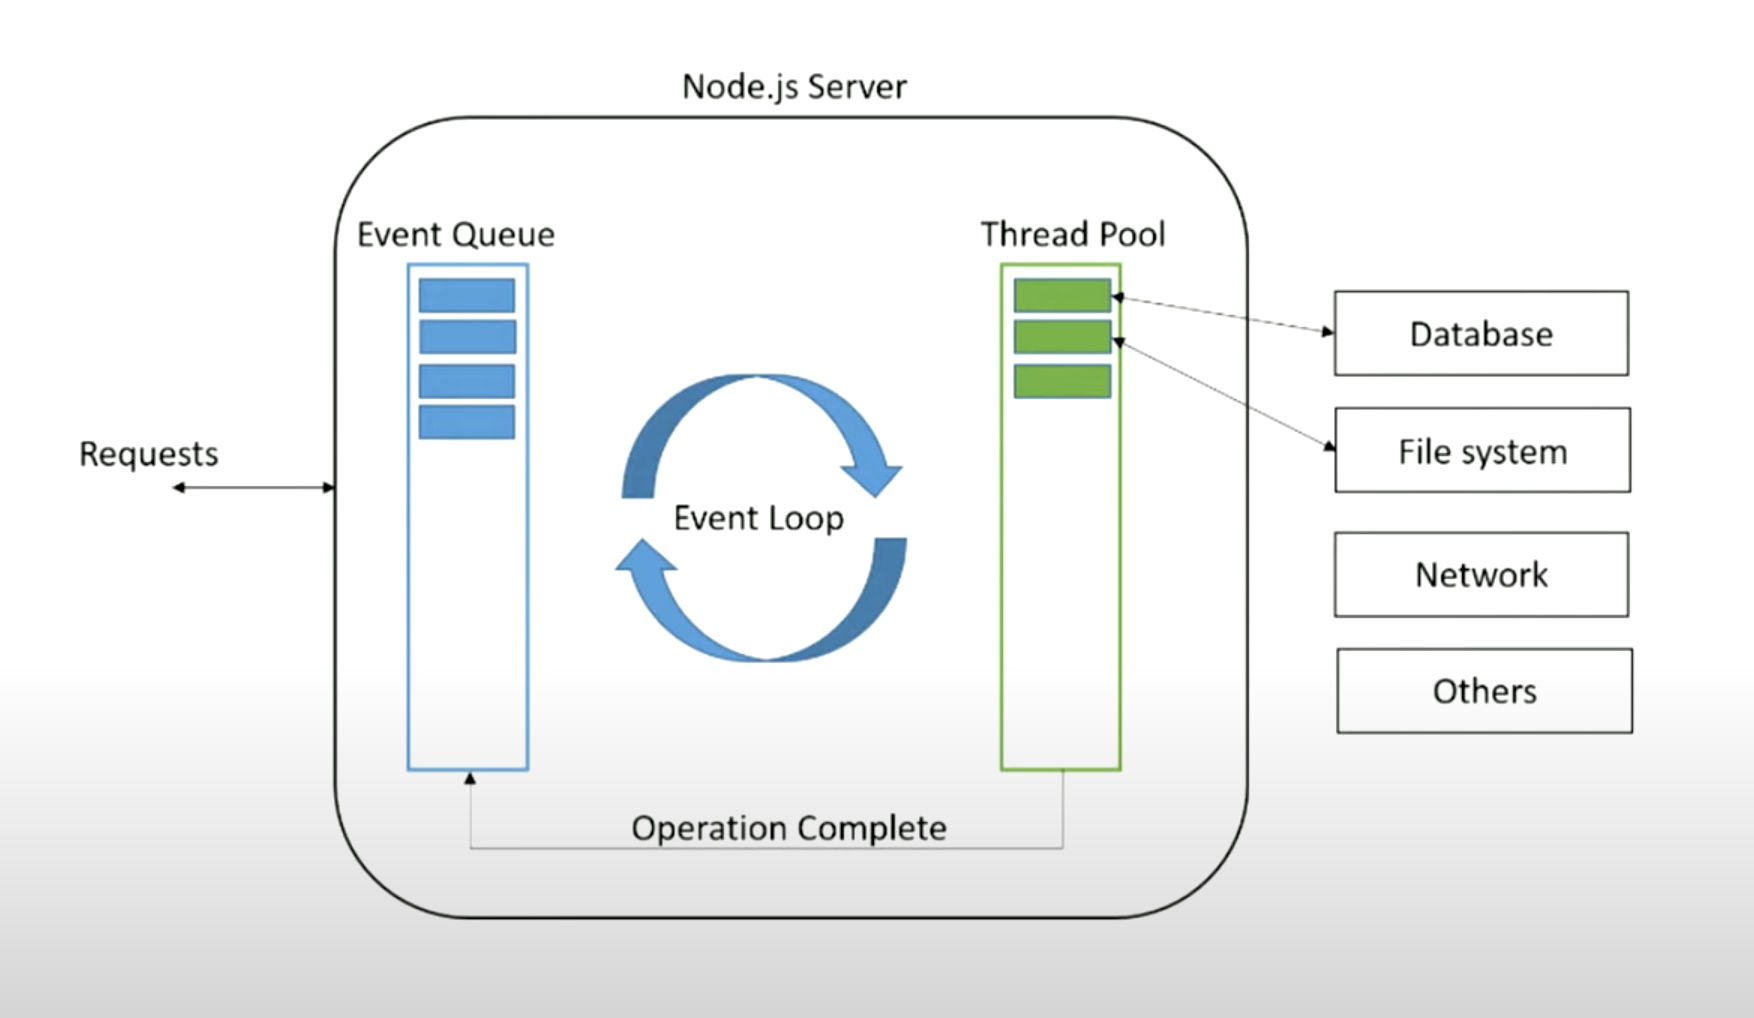 Node.js Server
Event Queue
Thread Pool
Requests
Event Loop
Database
File system
Network
Others
Operation Complete